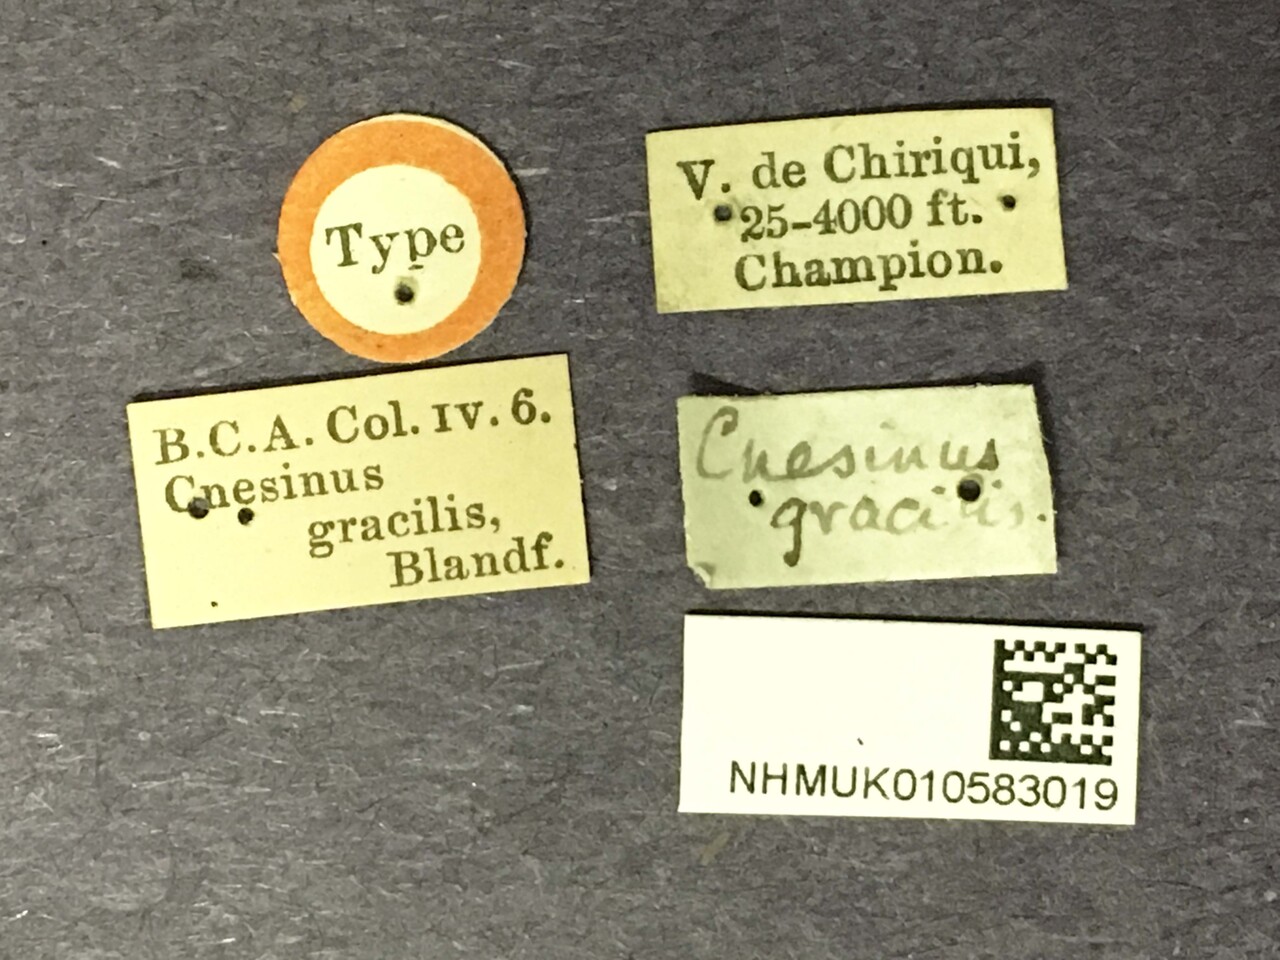 Type
V. de Chiriqui,
25-4000 ft.
Champion.
B.C.A. Col. IV. 6.
Cnesinus
gracilis,
Blandf.
Cnesinus
gracilis.
NHMUK010583019